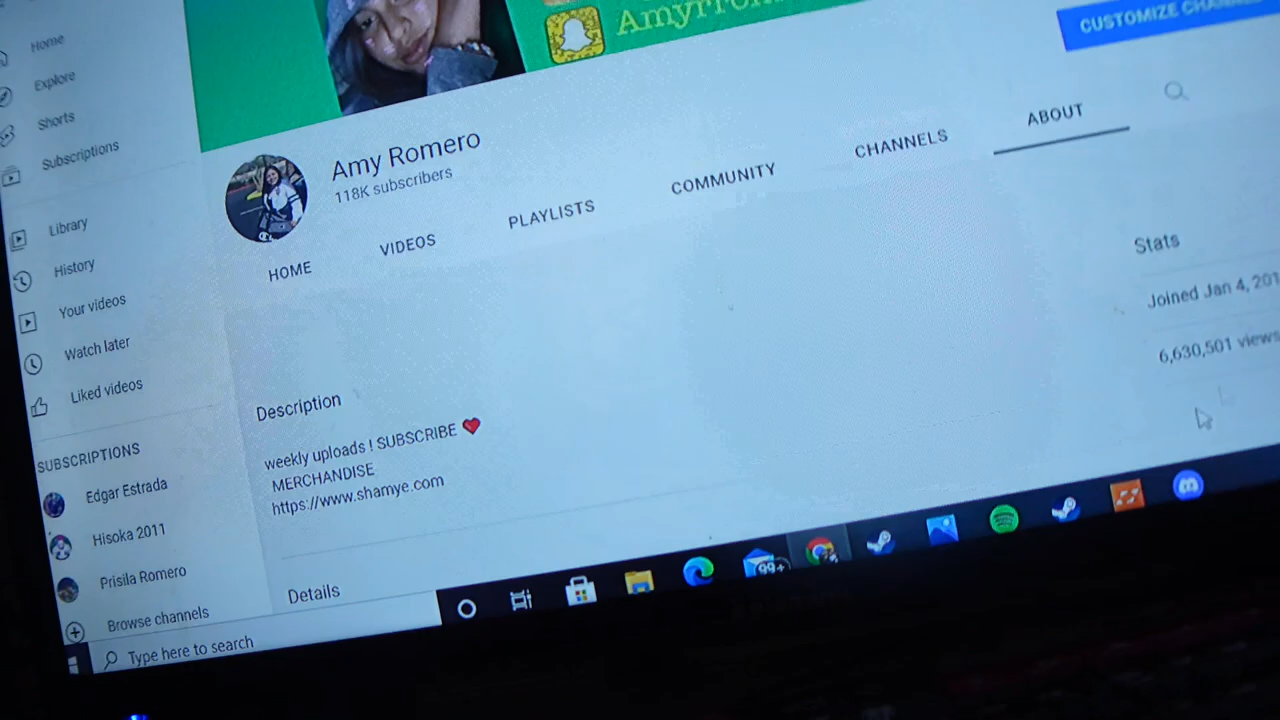 Home
Explore
Shorts
Subscriptions
Library
History
Your videos
Watch later
Liked videos
SUBSCRIPTIONS
Edgar Estrada
Hisoka 2011
Prisila Romero
Browse channels
CUSTOMIZE
Amy Romero
118K subscribers
HOME
VIDEOS
PLAYLISTS
COMMUNITY
CHANNELS
ABOUT
Description
weekly uploads ! SUBSCRIBE ❤️
MERCHANDISE
https://www.shamye.com
Details
Stats
Joined Jan 4,
6,630,501 views
Type here to search
99+